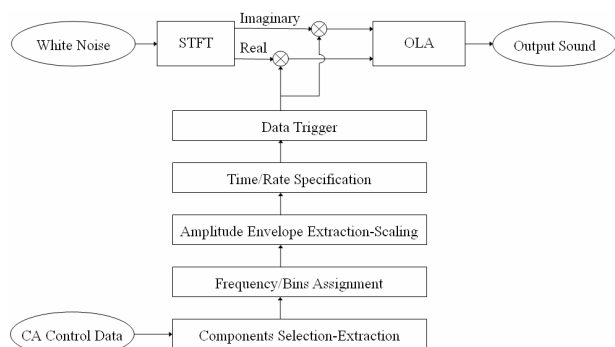 Imaginary
White Noise
STFT
OLA
Output Sound
Real
Data Trigger
Time/Rate Specification
Amplitude Envelope Extraction-Scaling
Frequency/Bins Assignment
CA Control Data
Components Selection-Extraction